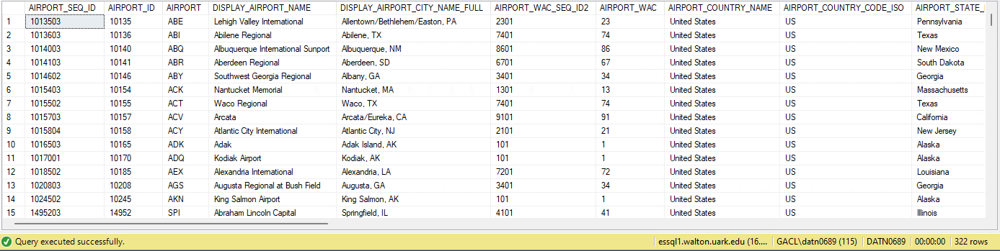 AIRPORT_SEQ_ID AIRPORT_ID AIRPORT DISPLAY_AIRPORT_NAME DISPLAY_AIRPORT_CITY_NAME_FULL AIRPORT_WAC_SEQ_ID2 AIRPORT_WAC AIRPORT_COUNTRY_NAME AIRPORT_COUNTRY_CODE_ISO AIRPORT_STATE_
1 1013503 10135 ABE Lehigh Valley International Allentown/Bethlehem/Easton, PA 2301 23 United States US Pennsylvania
2 1013603 10136 ABI Abilene Regional Abilene, TX 7401 74 United States US Texas
3 1014003 10140 ABQ Albuquerque International Sunport Albuquerque, NM 8601 86 United States US New Mexico
4 1014103 10141 ABR Aberdeen Regional Aberdeen, SD 6701 67 United States US South Dakota
5 1014602 10146 ABY Southwest Georgia Regional Albany, GA 3401 34 United States US Georgia
6 1015403 10154 ACK Nantucket Memorial Nantucket, MA 1301 13 United States US Massachusetts
7 1015502 10155 ACT Waco Regional Waco, TX 7401 74 United States US Texas
8 1015703 10157 ACV Arcata Arcata/Eureka, CA 9101 91 United States US California
9 1015804 10158 ACY Atlantic City International Atlantic City, NJ 2101 21 United States US New Jersey
10 1016503 10165 ADK Adak Adak Island, AK 101 1 United States US Alaska
11 1017001 10170 ADQ Kodiak Airport Kodiak, AK 101 1 United States US Alaska
12 1018502 10185 AEX Alexandria International Alexandria, LA 7201 72 United States US Louisiana
13 1020803 10208 AGS Augusta Regional at Bush Field Augusta, GA 3401 34 United States US Georgia
14 1024502 10245 AKN King Salmon Airport King Salmon, AK 101 1 United States US Alaska
15 1495203 14952 SPI Abraham Lincoln Capital Springfield, IL 4101 41 United States US Illinois
Query executed successfully. essql1.walton.uark.edu (16.... GACL\datn0689 (115) DATN0689 00:00:00 322 rows